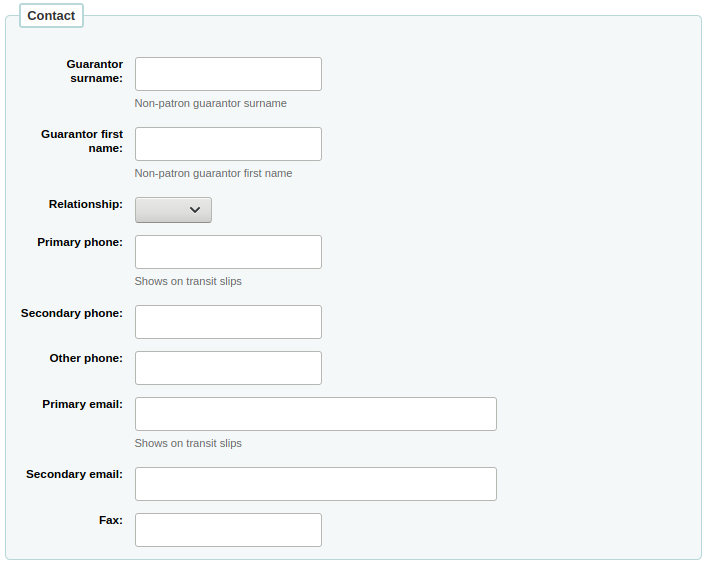 Contact
Guarantor
surname:
Non-patron guarantor surname
Guarantor first
name:
Non-patron guarantor first name
Relationship:
Primary phone:
Shows on transit slips
Secondary phone:
Other phone:
Primary email:
Shows on transit slips
Secondary email:
Fax: